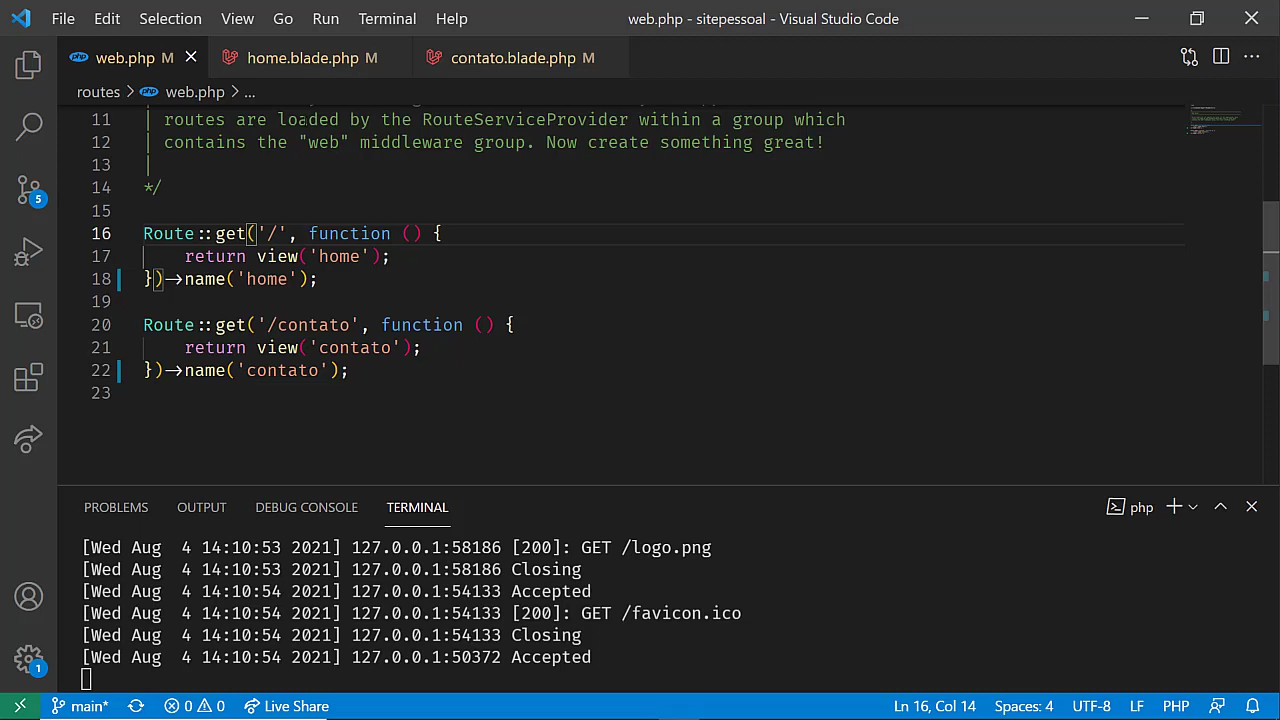 File Edit Selection View Go Run Terminal Help web.php - sitepessoal - Visual Studio Code
web.php M home.blade.php M contato.blade.php M
routes > web.php > ...
11 | routes are loaded by the RouteServiceProvider within a group which
12 | contains the "web" middleware group. Now create something great!
13 |
14 */
15
16 Route::get('/', function () {
17 return view('home');
18 })->name('home');
19
20 Route::get('/contato', function () {
21 return view('contato');
22 })->name('contato');
23
5
PROBLEMS OUTPUT DEBUG CONSOLE TERMINAL php
[Wed Aug  4 14:10:53 2021] 127.0.0.1:58186 [200]: GET /logo.png
[Wed Aug  4 14:10:53 2021] 127.0.0.1:58186 Closing
[Wed Aug  4 14:10:54 2021] 127.0.0.1:54133 Accepted
[Wed Aug  4 14:10:54 2021] 127.0.0.1:54133 [200]: GET /favicon.ico
[Wed Aug  4 14:10:54 2021] 127.0.0.1:54133 Closing
[Wed Aug  4 14:10:54 2021] 127.0.0.1:50372 Accepted
1
main* 0 0 Live Share Ln 16, Col 14 Spaces: 4 UTF-8 LF PHP